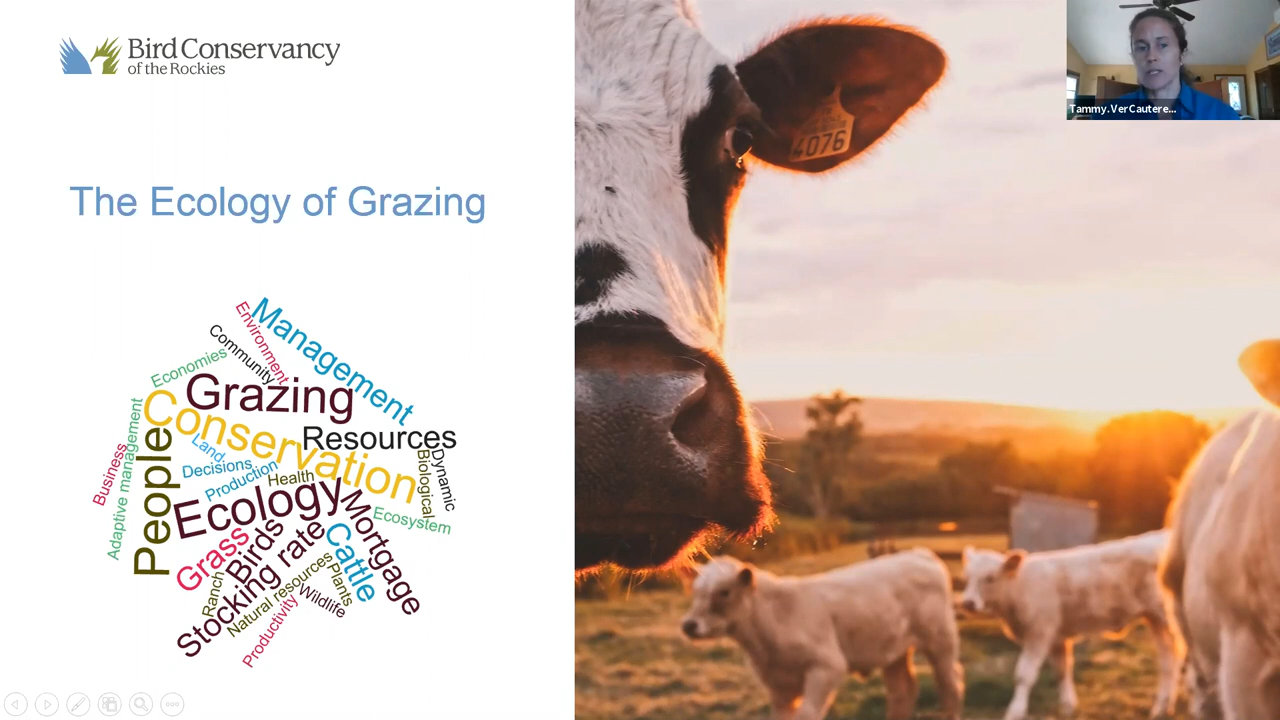 Bird Conservancy
of the Rockies
Tammy.VerCautere...
4076
The Ecology of Grazing
Management
Environment
Community
Economies
Grazing
Conservation
Resources
Land
Decisions
Production
Health
Business
Adaptive management
People
Ecology
Dynamic
Biological
Ecosystem
Mortgage
Cattle
Grass
Birds
Stocking rate
Ranch
Natural resources
Plants
Wildlife
Productivity